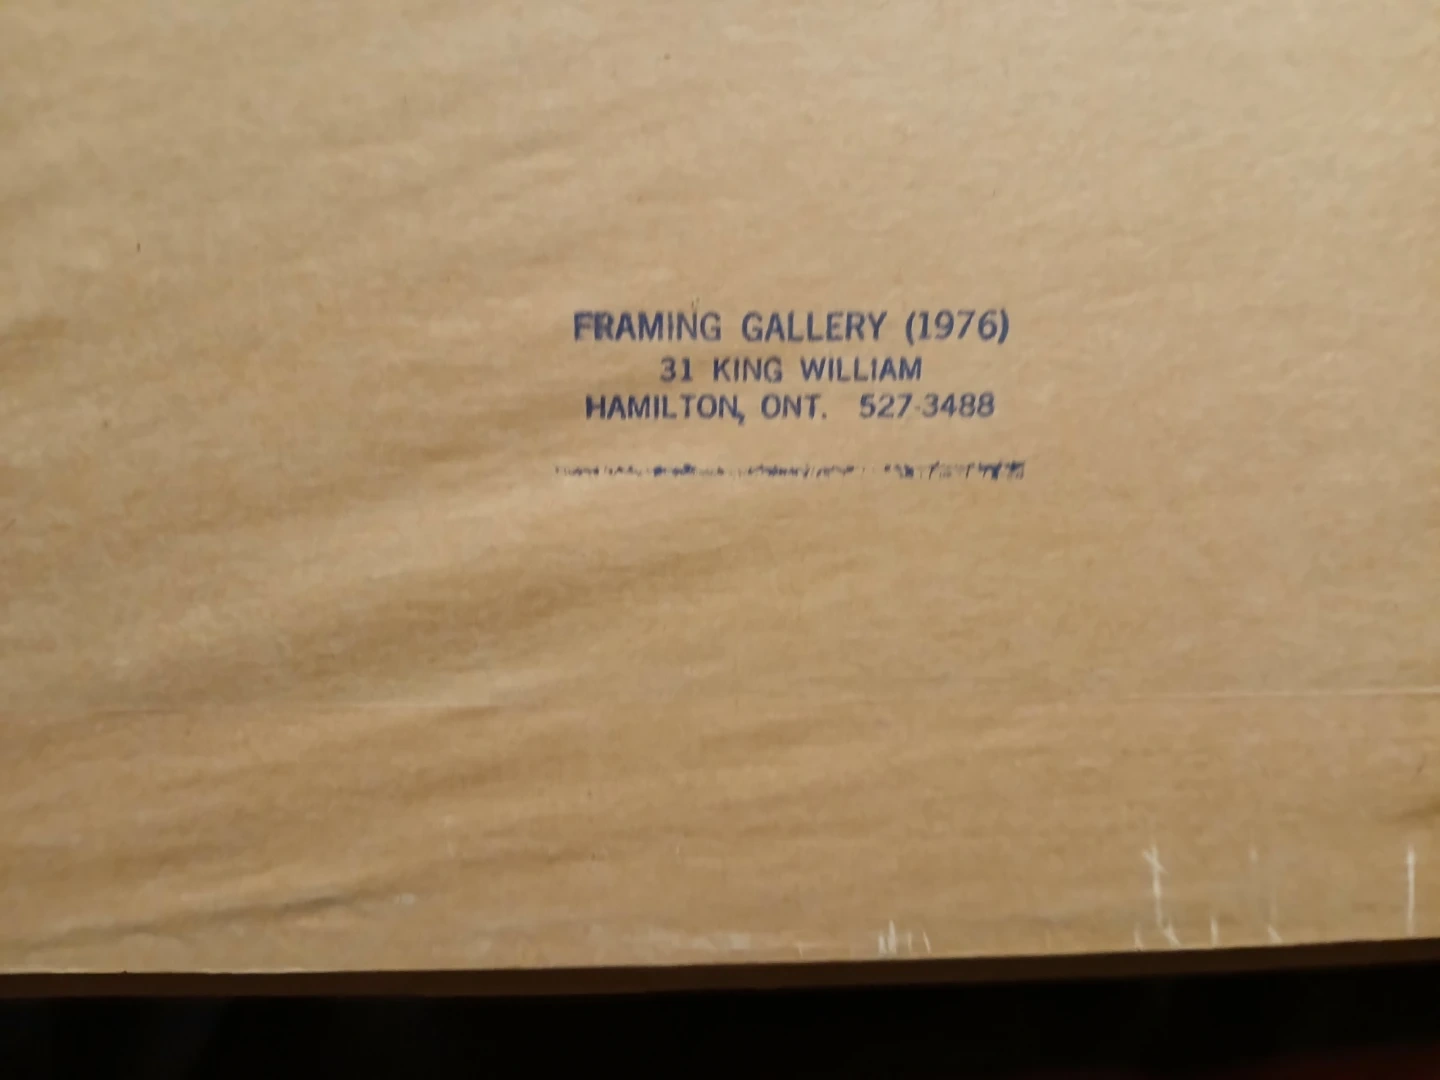 FRAMING GALLERY (1976)
31 KING WILLIAM
HAMILTON, ONT. 527-3488